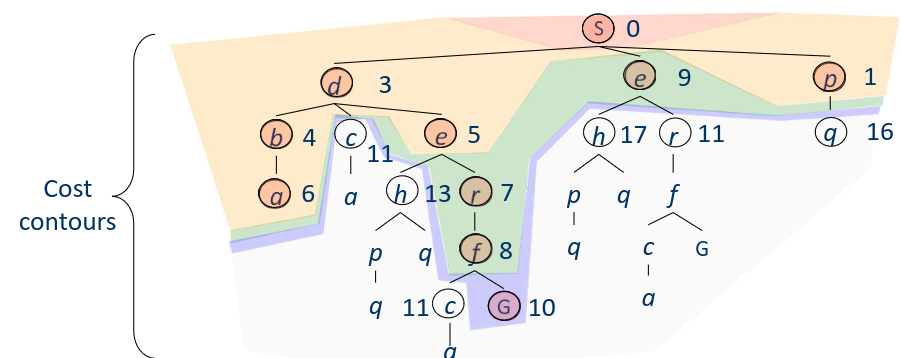 S 0
d 3
e 9
p 1
b 4
c 11
e 5
h 17
r 11
q 16
a 6
a
h 13
r 7
p
q
f
p
q
f 8
q
c
G
q
11 c
G 10
a
a
Cost
contours